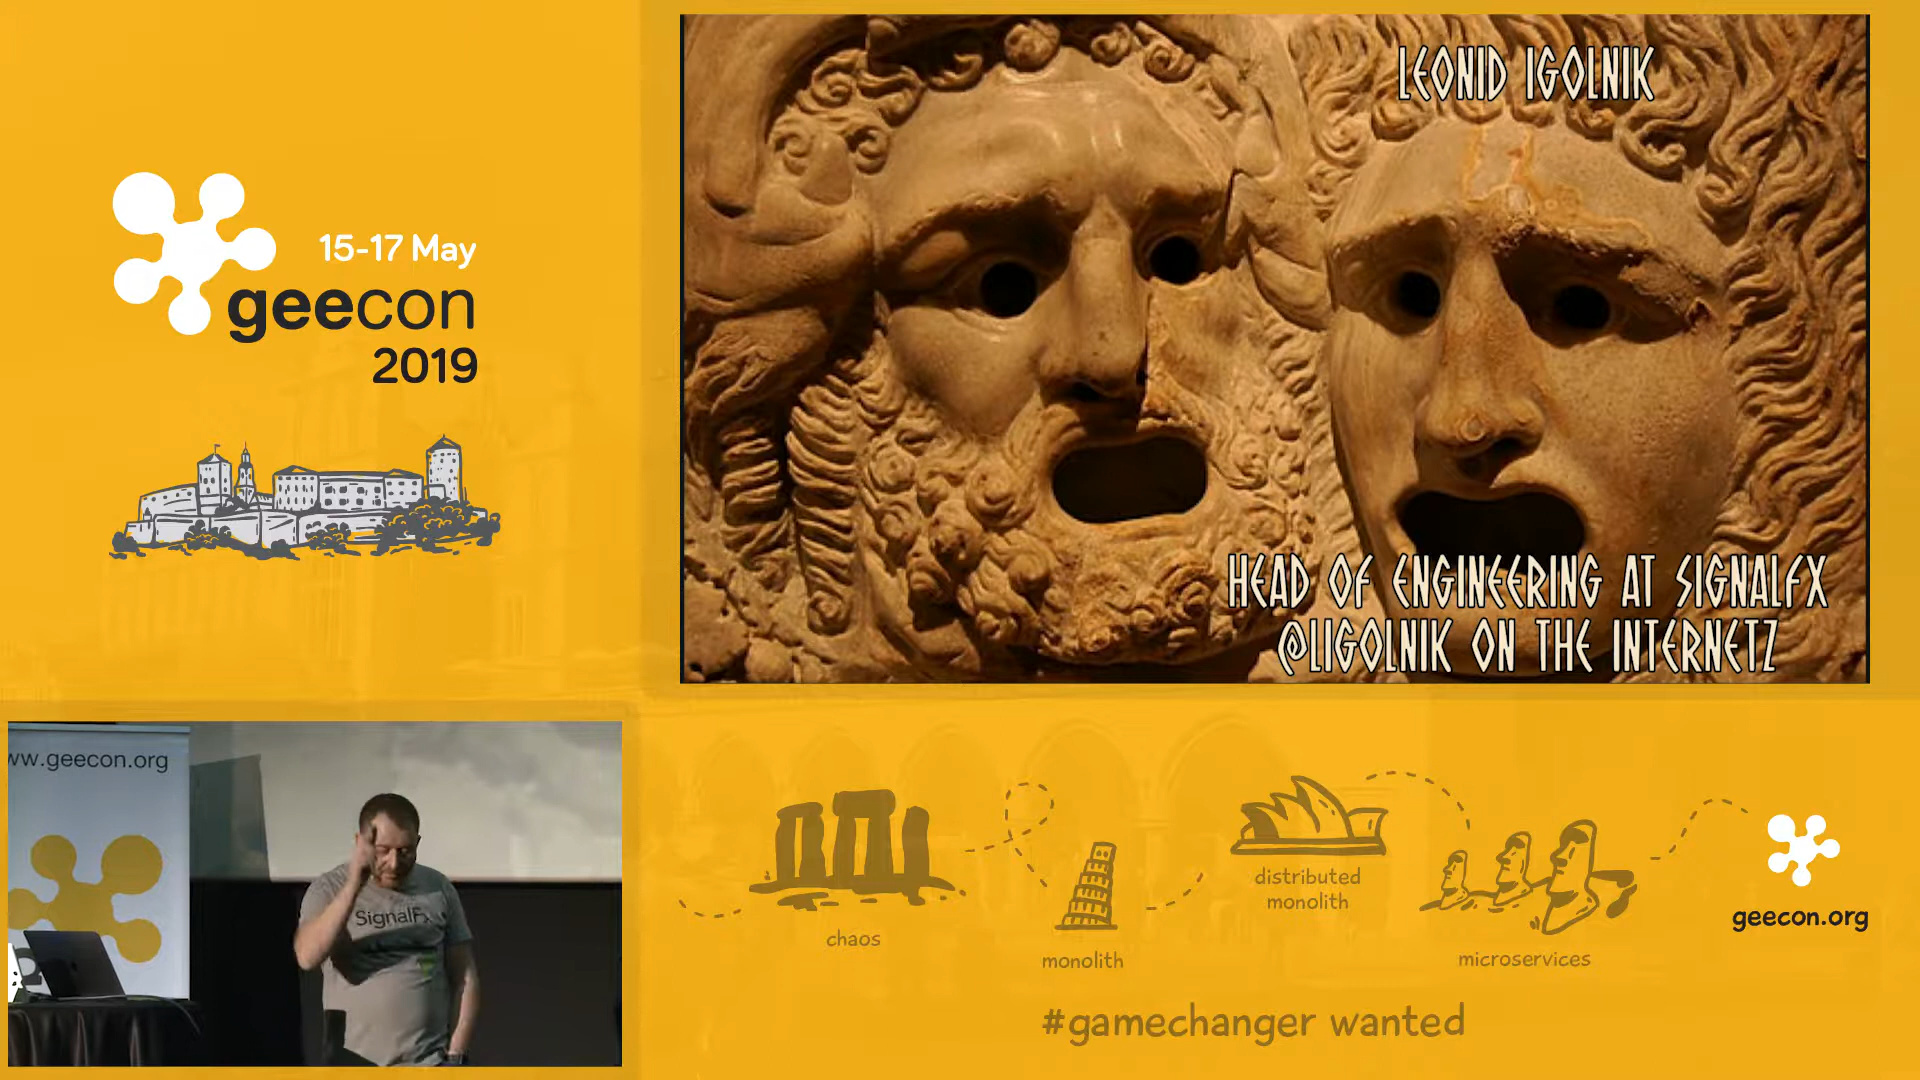 15-17 May
geecon
2019
LEONID IGOLNIK
HEAD OF ENGINEERING AT SIGNALFX
@LIGOLNIK ON THE INTERNETZ
ww.geecon.org
SignalFx
chaos
monolith
distributed
monolith
microservices
geecon.org
#gamechanger wanted